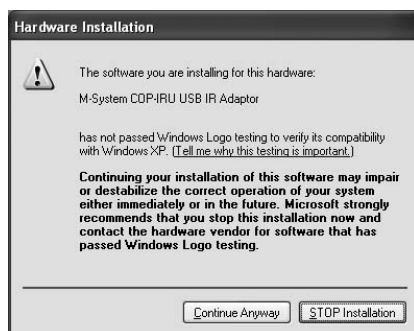 Hardware Installation
The software you are installing for this hardware:
M-System COP-IRU USB IR Adaptor
has not passed Windows Logo testing to verify its compatibility
with Windows XP. (Tell me why this testing is important.)
Continuing your installation of this software may impair
or destabilize the correct operation of your system
either immediately or in the future. Microsoft strongly
recommends that you stop this installation now and
contact the hardware vendor for software that has
passed Windows Logo testing.
Continue Anyway
STOP Installation